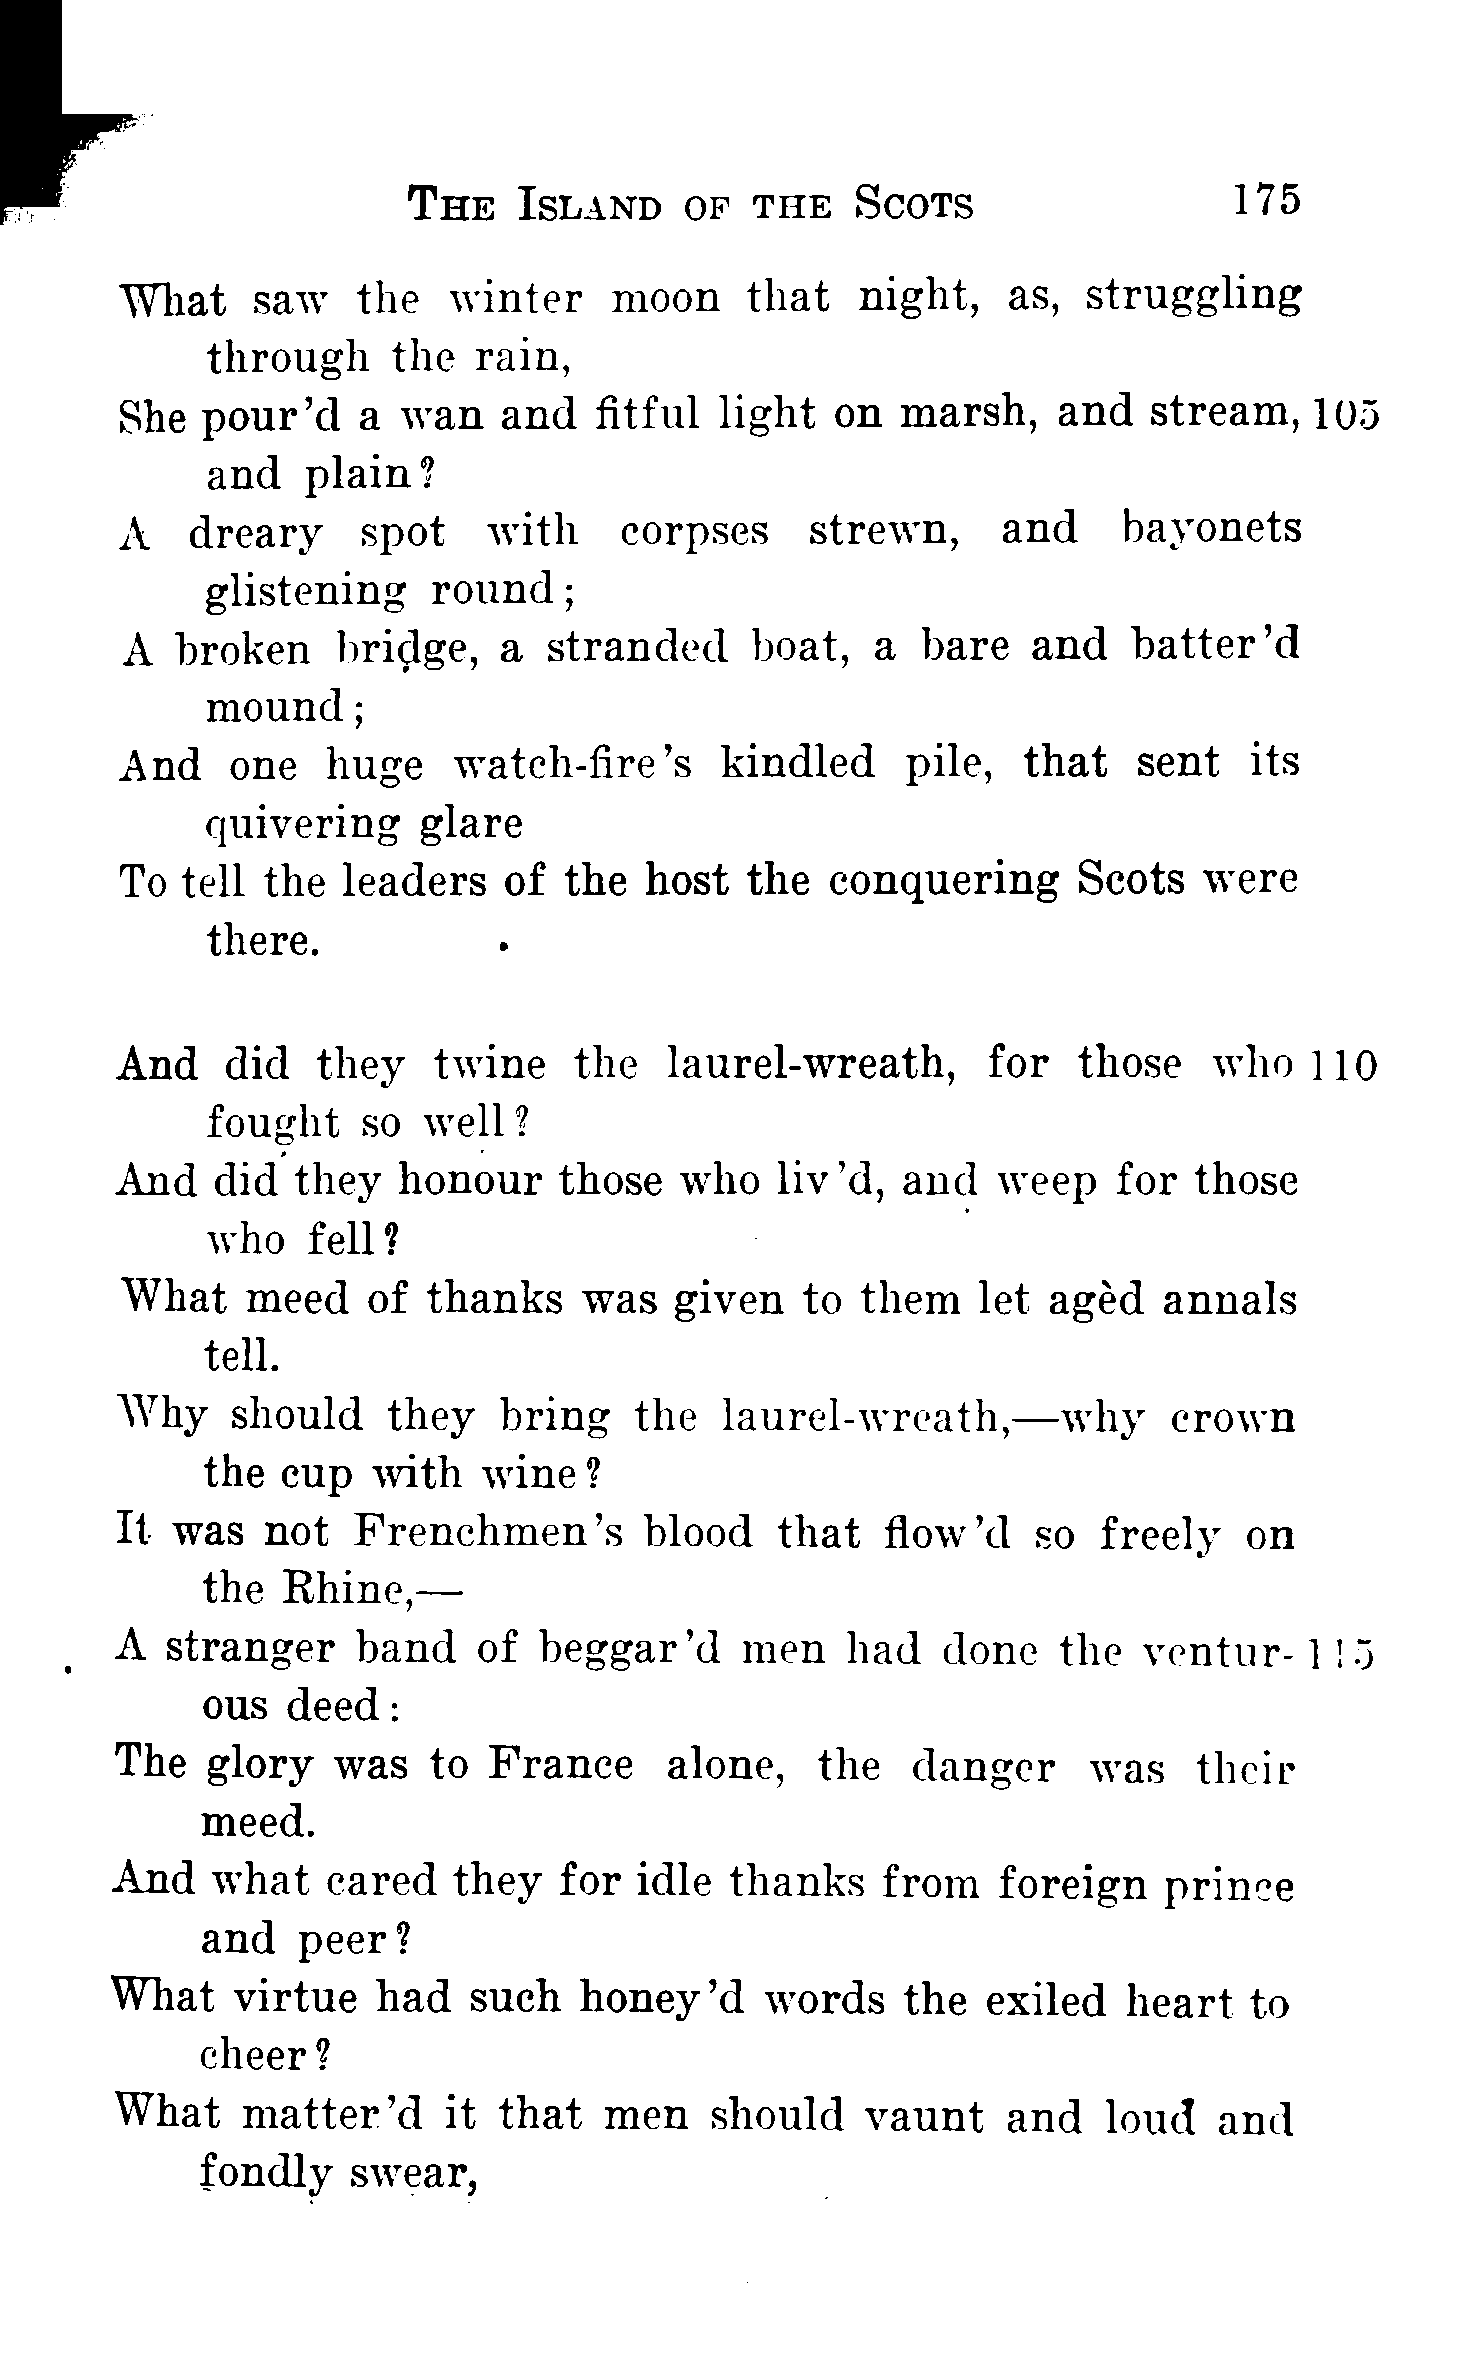 THE ISLAND OF THE SCOTS 175
What saw the winter moon that night, as, struggling
through the rain,
She pour'd a wan and fitful light on marsh, and stream, 105
and plain?
A dreary spot with corpses strewn, and bayonets
glistening round;
A broken bridge, a stranded boat, a bare and batter'd
mound;
And one huge watch-fire's kindled pile, that sent its
quivering glare
To tell the leaders of the host the conquering Scots were
there.
And did they twine the laurel-wreath, for those who 110
fought so well?
And did they honour those who liv'd, and weep for those
who fell?
What meed of thanks was given to them let agèd annals
tell.
Why should they bring the laurel-wreath,—why crown
the cup with wine?
It was not Frenchmen's blood that flow'd so freely on
the Rhine,—
A stranger band of beggar'd men had done the ventur- 115
ous deed:
The glory was to France alone, the danger was their
meed.
And what cared they for idle thanks from foreign prince
and peer?
What virtue had such honey'd words the exiled heart to
cheer?
What matter'd it that men should vaunt and loud and
fondly swear,